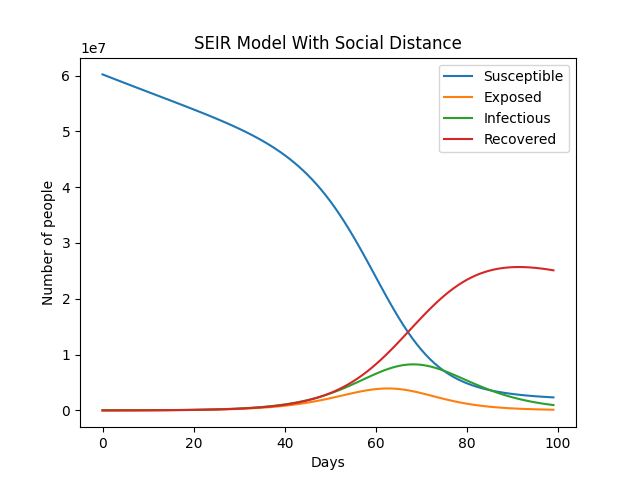 SEIR Model With Social Distance
1e7
6
5
4
3
2
1
0
Number of people
Susceptible
Exposed
Infectious
Recovered
0 20 40 60 80 100
Days